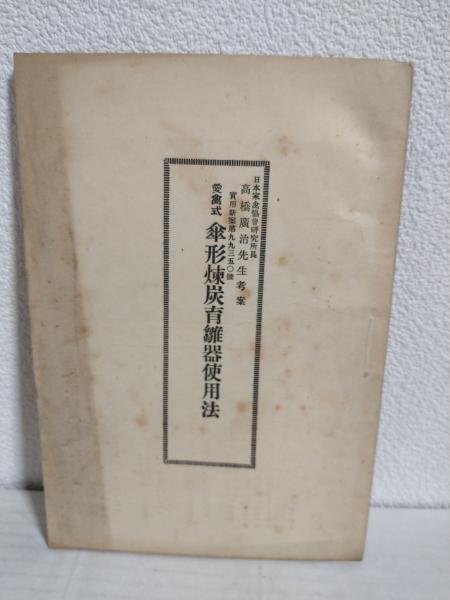 日本家禽協會研究所長
高橋廣治先生考案
實用新案第九九三五〇號
愛禽式 傘形煉炭育雛器使用法